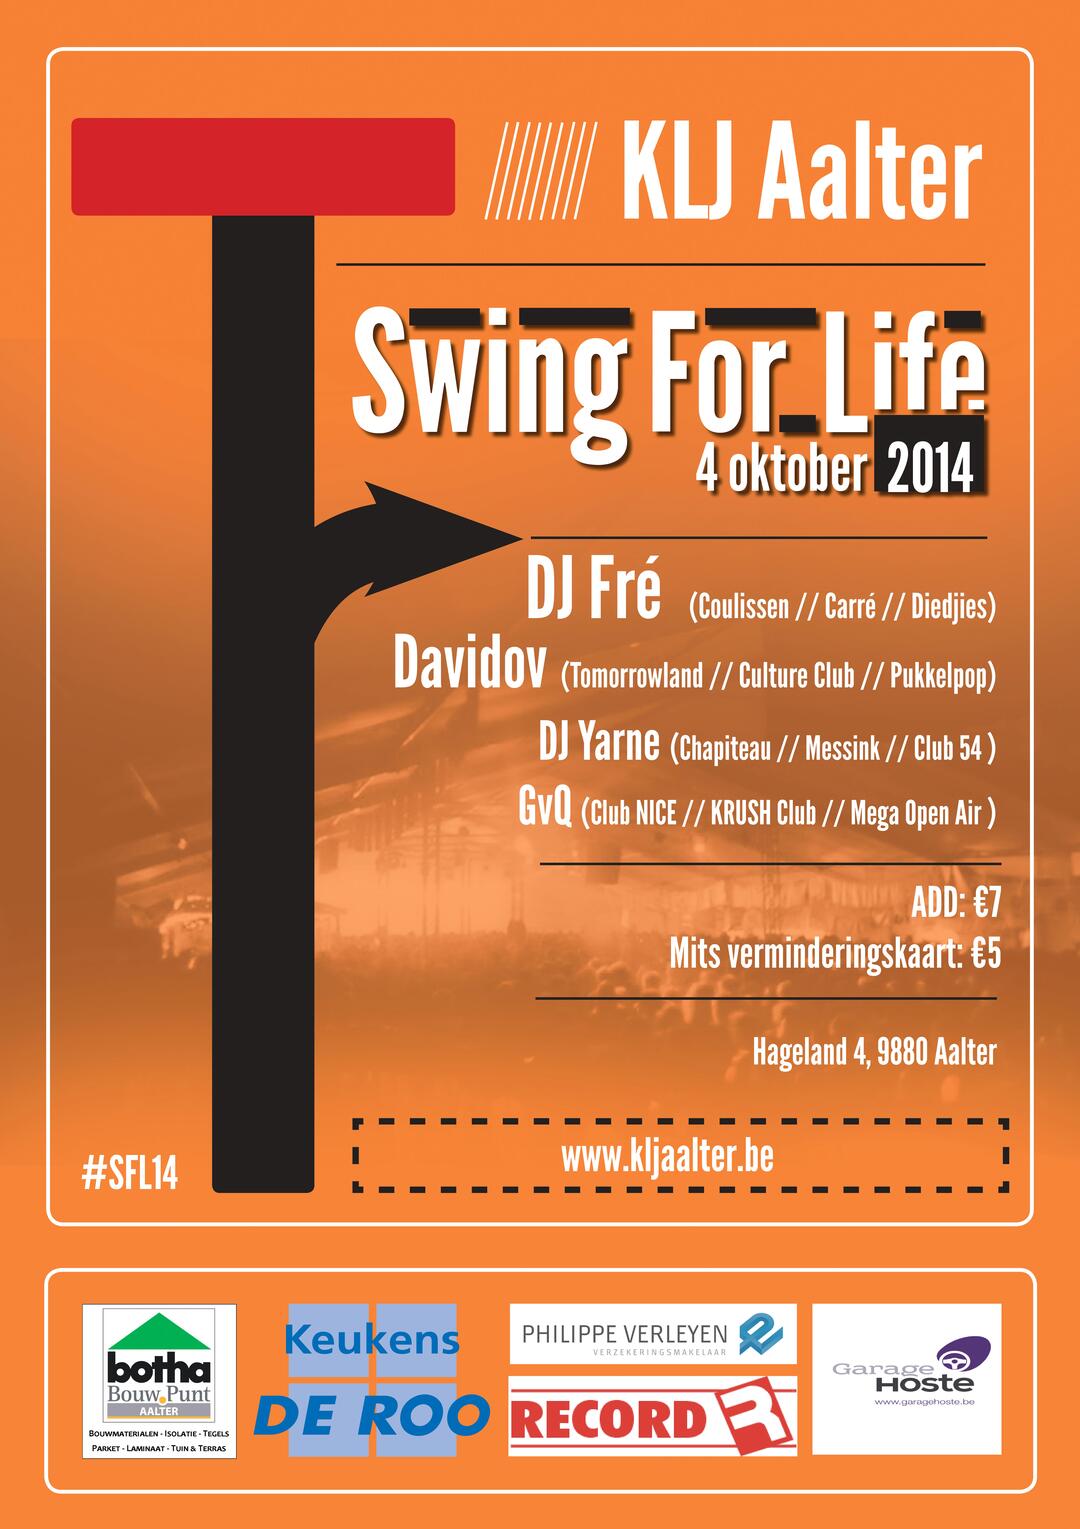 KLJ Aalter
Swing For Life
4 oktober 2014
DJ Fré (Coulissen // Carré // Diedjies)
Davidov (Tomorrowland // Culture Club // Pukkelpop)
DJ Yarne (Chapiteau // Messink // Club 54 )
GvQ (Club NICE // KRUSH Club // Mega Open Air )
ADD: €7
Mits verminderingskaart: €5
Hageland 4, 9880 Aalter
www.kljaalter.be
#SFL14
botha
Bouw.Punt
AALTER
BOUWMATERIALEN - ISOLATIE - TEGELS
PARKET - LAMINAAT - TUIN & TERRAS
Keukens
DE ROO
PHILIPPE VERLEYEN
VERZEKERINGSMAKELAAR
RECORD R
Garage
Hoste
www.garagehoste.be